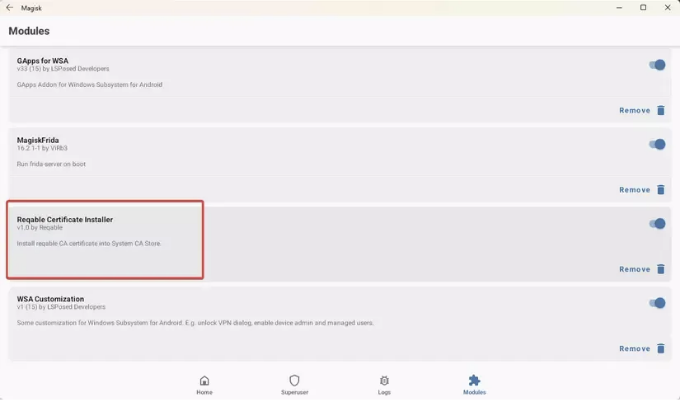 Magisk
Modules
GApps for WSA
v33 (15) by LSPosed Developers
GApps Addon for Windows Subsystem for Android
Remove
MagiskFrida
16.2.1-1 by ViRb3
Run frida-server on boot
Remove
Reqable Certificate Installer
v1.0 by Reqable
Install reqable CA certificate into System CA Store.
Remove
WSA Customization
v1 (15) by LSPosed Developers
Some customization for Windows Subsystem for Android. E.g. unlock VPN dialog, enable device admin and managed users.
Remove
Home
Superuser
Logs
Modules